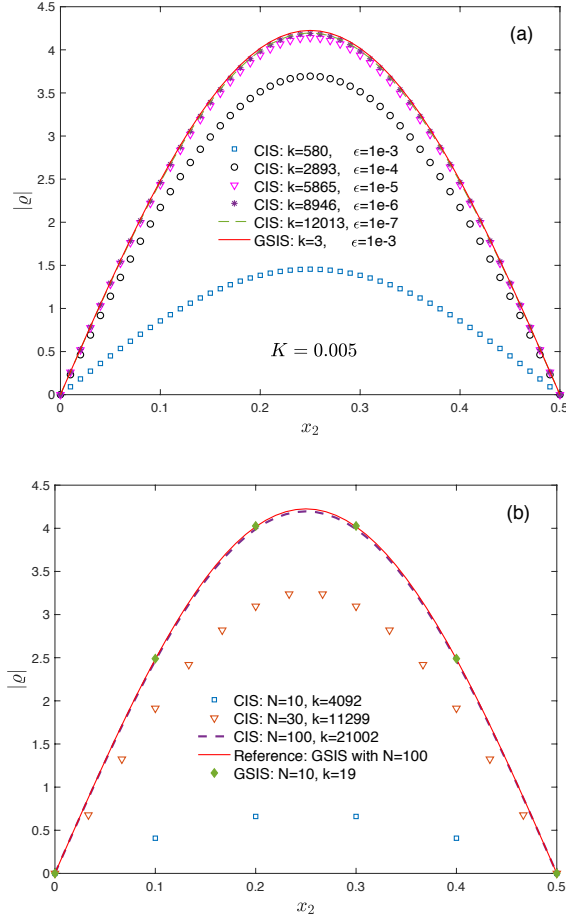 (a)
4.5
4
3.5
3
2.5
2
1.5
1
0.5
0
|ϱ|
CIS: k=580, ϵ=1e-3
CIS: k=2893, ϵ=1e-4
CIS: k=5865, ϵ=1e-5
CIS: k=8946, ϵ=1e-6
CIS: k=12013, ϵ=1e-7
GSIS: k=3, ϵ=1e-3
K = 0.005
0 0.1 0.2 0.3 0.4 0.5
x₂
(b)
4.5
4
3.5
3
2.5
2
1.5
1
0.5
0
|ϱ|
CIS: N=10, k=4092
CIS: N=30, k=11299
CIS: N=100, k=21002
Reference: GSIS with N=100
GSIS: N=10, k=19
0 0.1 0.2 0.3 0.4 0.5
x₂